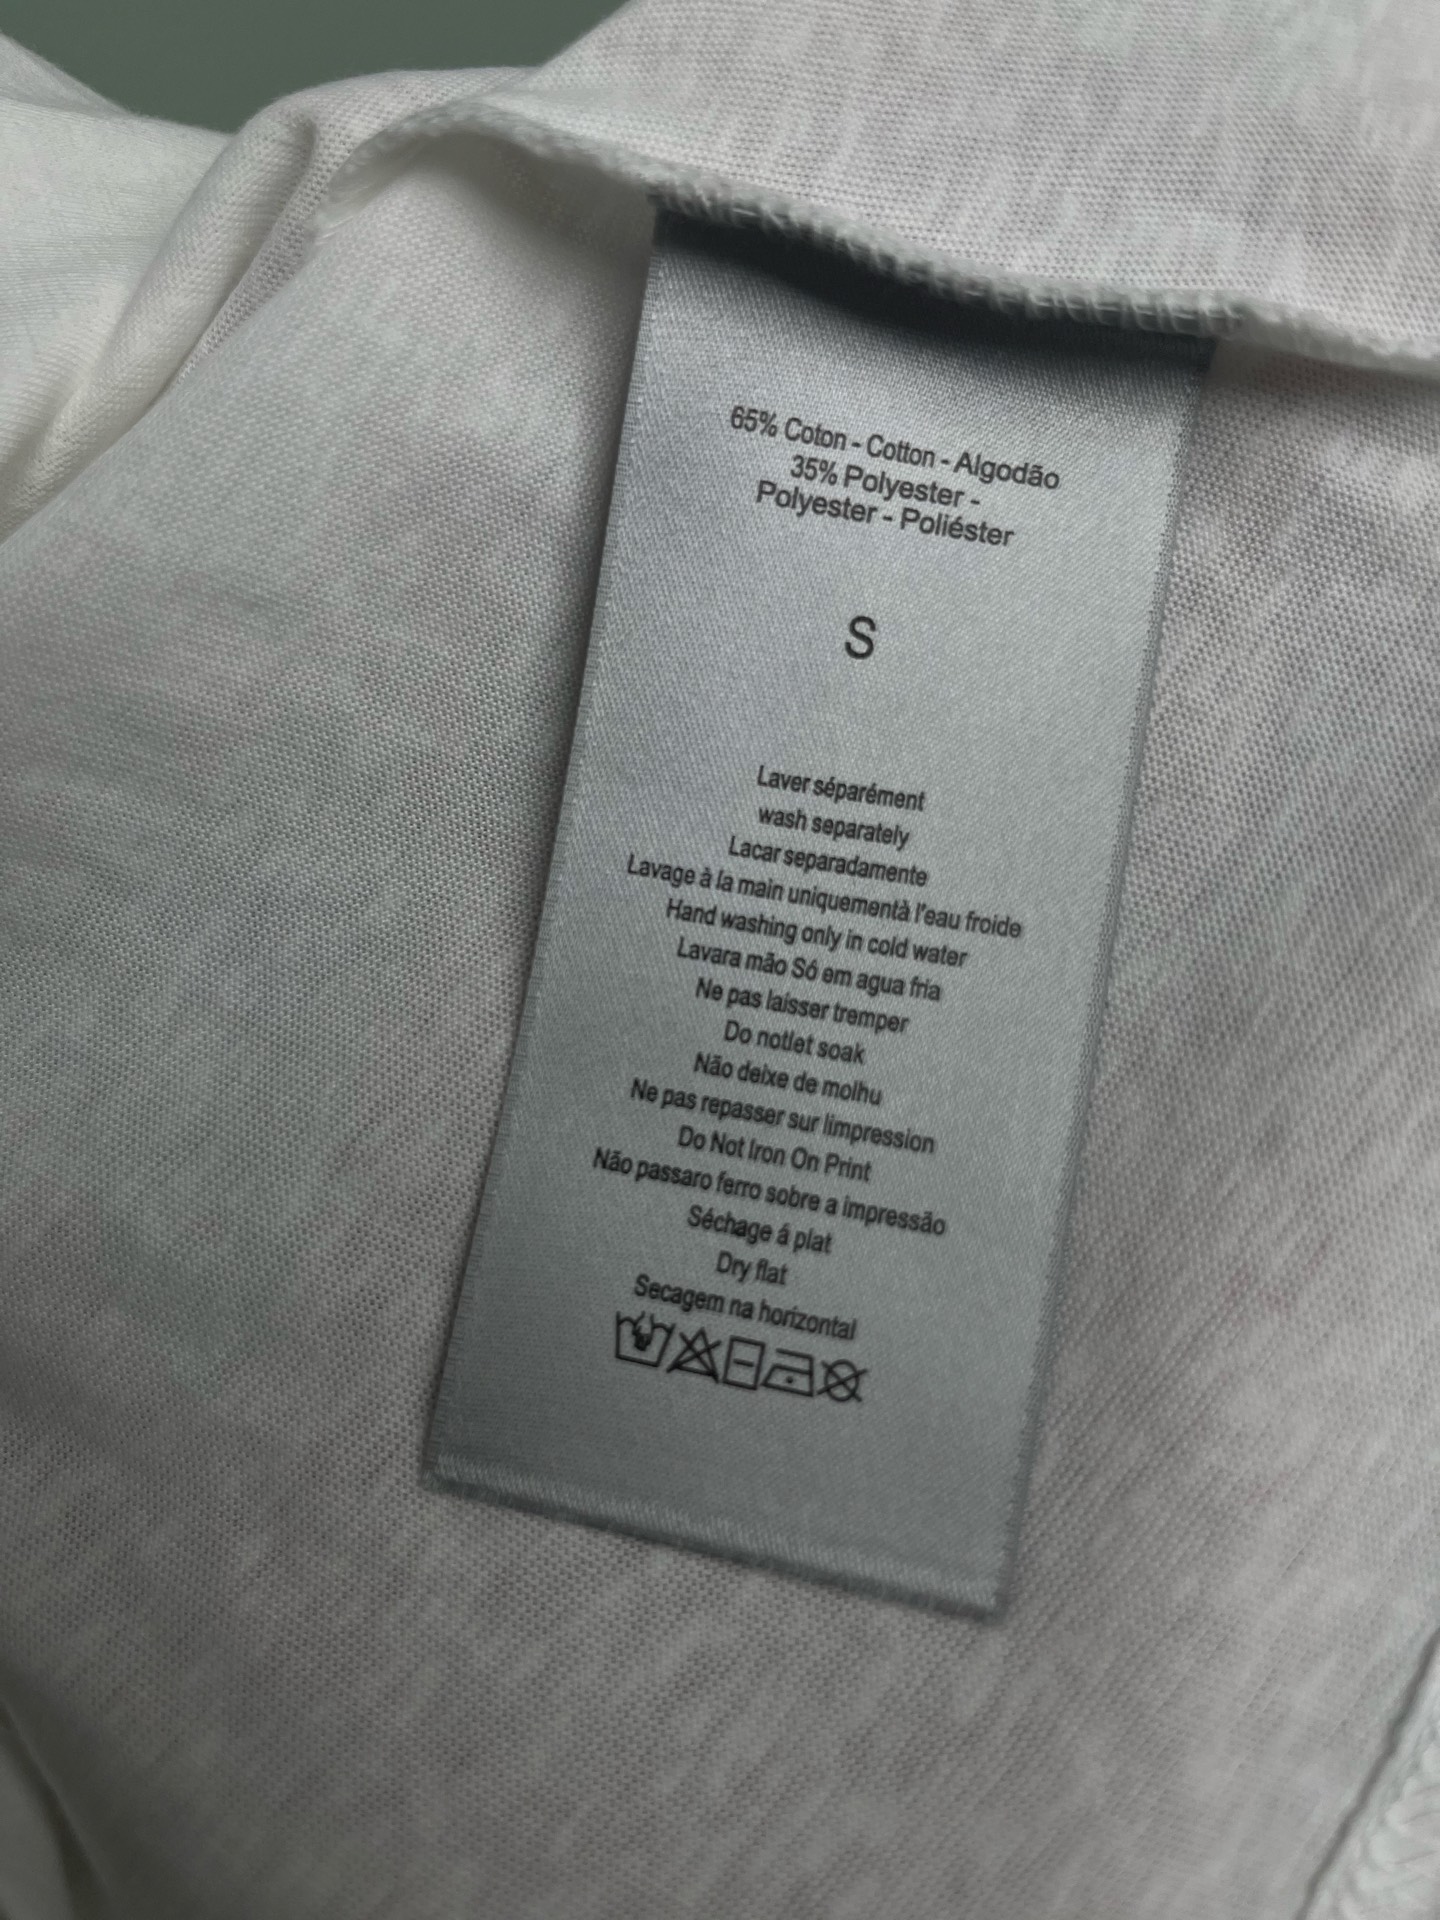 65% Coton - Cotton - Algodão
35% Polyester -
Polyester - Poliéster
S
Laver séparément
wash separately
Lacar separadamente
Lavage à la main uniquementà l'eau froide
Hand washing only in cold water
Lavara mão Só em agua fria
Ne pas laisser tremper
Do notlet soak
Não deixe de molhu
Ne pas repasser sur limpression
Do Not Iron On Print
Não passaro ferro sobre a impressão
Séchage á plat
Dry flat
Secagem na horizontal